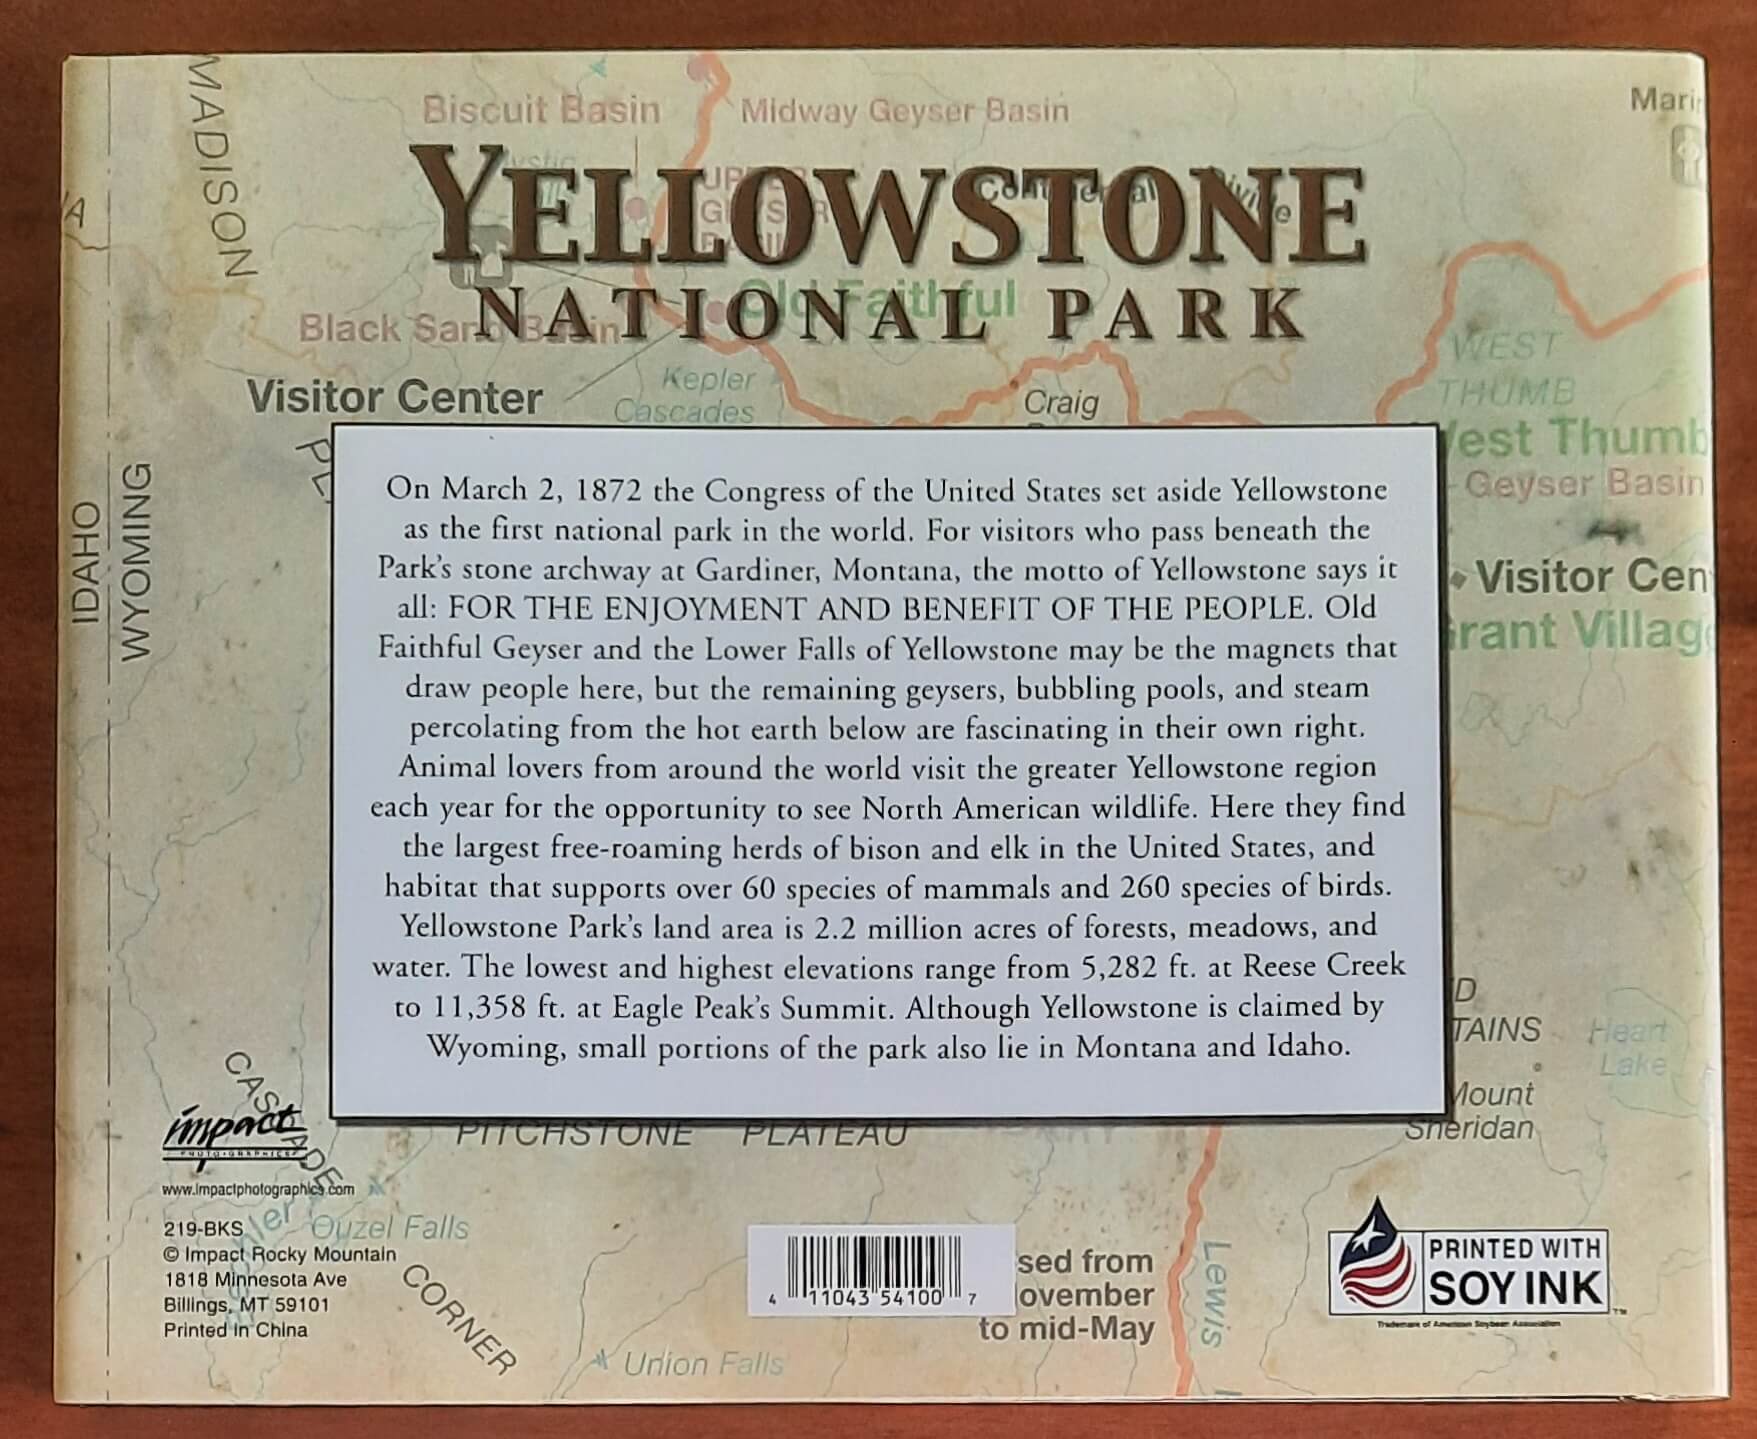 MADISON
Biscuit Basin
Midway Geyser Basin
YELLOWSTONE
NATIONAL PARK
Old Faithful
Black Sand Basin
Kepler
Cascades
Visitor Center
Craig
WEST
THUMB
West Thumb
Geyser Basin
Visitor Cen
Grant Villag
IDAHO
WYOMING
On March 2, 1872 the Congress of the United States set aside Yellowstone
as the first national park in the world. For visitors who pass beneath the
Park's stone archway at Gardiner, Montana, the motto of Yellowstone says it
all: FOR THE ENJOYMENT AND BENEFIT OF THE PEOPLE. Old
Faithful Geyser and the Lower Falls of Yellowstone may be the magnets that
draw people here, but the remaining geysers, bubbling pools, and steam
percolating from the hot earth below are fascinating in their own right.
Animal lovers from around the world visit the greater Yellowstone region
each year for the opportunity to see North American wildlife. Here they find
the largest free-roaming herds of bison and elk in the United States, and
habitat that supports over 60 species of mammals and 260 species of birds.
Yellowstone Park's land area is 2.2 million acres of forests, meadows, and
water. The lowest and highest elevations range from 5,282 ft. at Reese Creek
to 11,358 ft. at Eagle Peak's Summit. Although Yellowstone is claimed by
Wyoming, small portions of the park also lie in Montana and Idaho.
TAINS
Heart
Lake
Mount
Sheridan
PITCHSTONE PLATEAU
CASCADE
CORNER
impact
PHOTO•GRAPHICS
www.impactphotographics.com
Ouzel Falls
219-BKS
© Impact Rocky Mountain
1818 Minnesota Ave
Billings, MT 59101
Printed in China
Union Falls
4 11043 54100 7
sed from
ovember
to mid-May
Lewis
PRINTED WITH
SOY INK
TM
Trademark of American Soybean Association